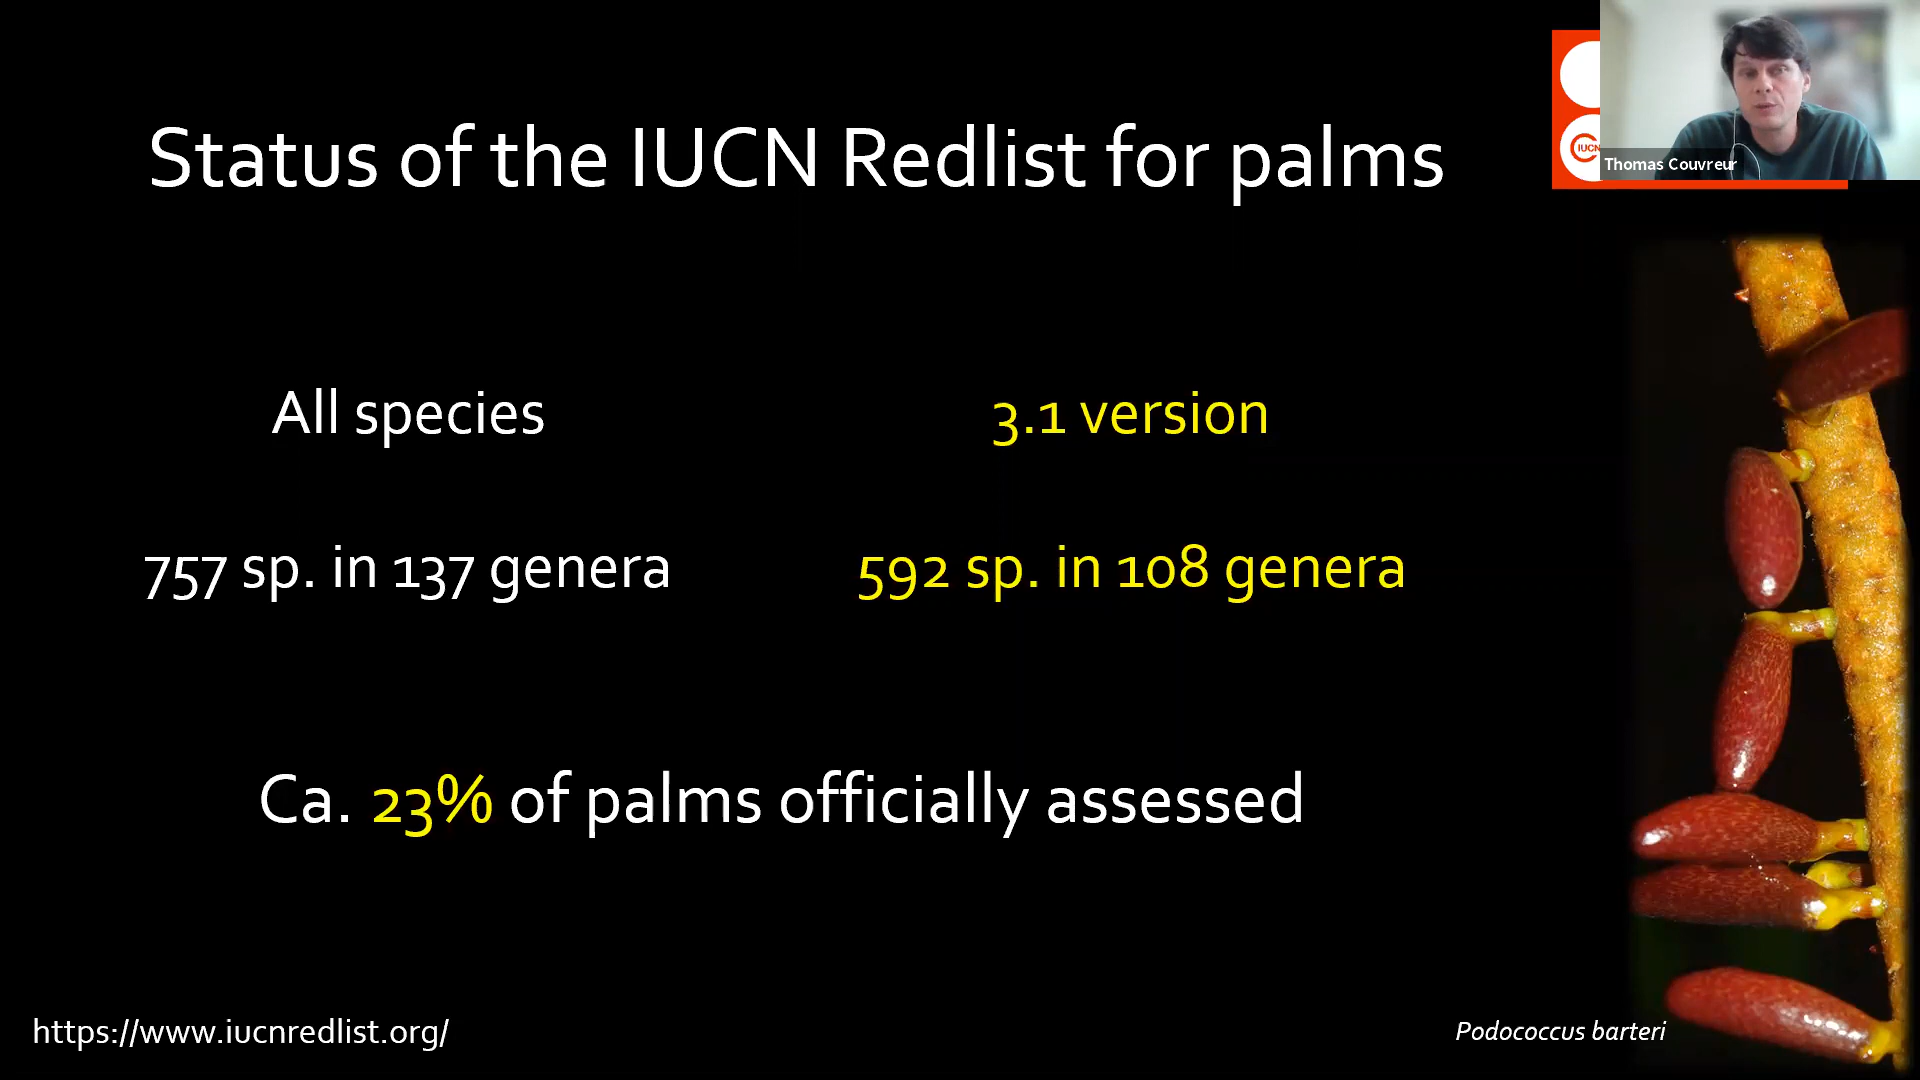 Status of the IUCN Redlist for palms
IUCN
Thomas Couvreur
All species
3.1 version
757 sp. in 137 genera
592 sp. in 108 genera
Ca. 23% of palms officially assessed
https://www.iucnredlist.org/
Podococcus barteri